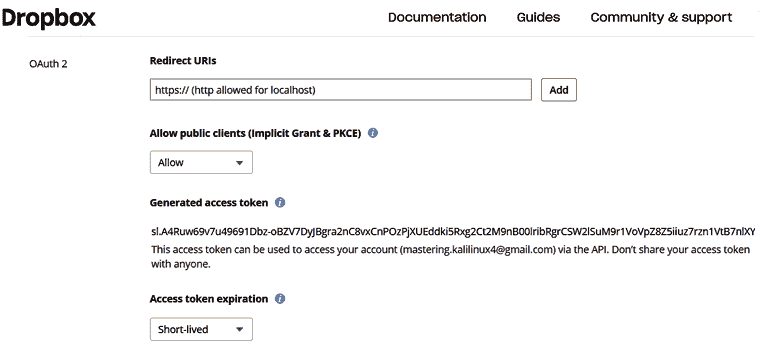 Dropbox
Documentation Guides Community & support
OAuth 2
Redirect URIs
https:// (http allowed for localhost)
Add
Allow public clients (Implicit Grant & PKCE)
Allow
Generated access token
sl.A4Ruw69v7u49691Dbz-oBZV7DyJBgra2nC8vxCnPOzPjXUEddki5Rxg2Ct2M9nB00lribRgrCSW2lSuM9r1VoVpZ8Z5iiuz7rzn1VtB7nlXY
This access token can be used to access your account (mastering.kalilinux4@gmail.com) via the API. Don't share your access token
with anyone.
Access token expiration
Short-lived